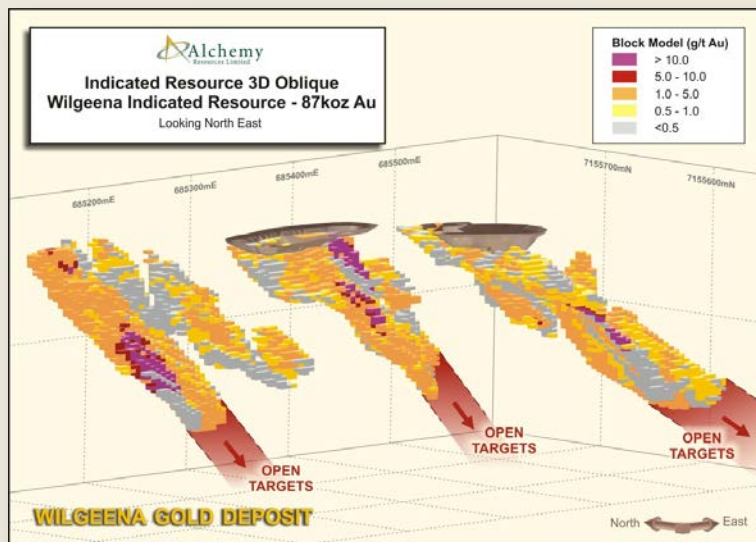 Alchemy
Resources Limited
Indicated Resource 3D Oblique
Wilgeena Indicated Resource - 87koz Au
Looking North East
Block Model (g/t Au)
> 10.0
5.0 - 10.0
1.0 - 5.0
0.5 - 1.0
<0.5
685200mE
685300mE
685400mE
685500mE
7155700mN
7155600mN
OPEN
TARGETS
OPEN
TARGETS
OPEN
TARGETS
WILGEENA GOLD DEPOSIT
North
East